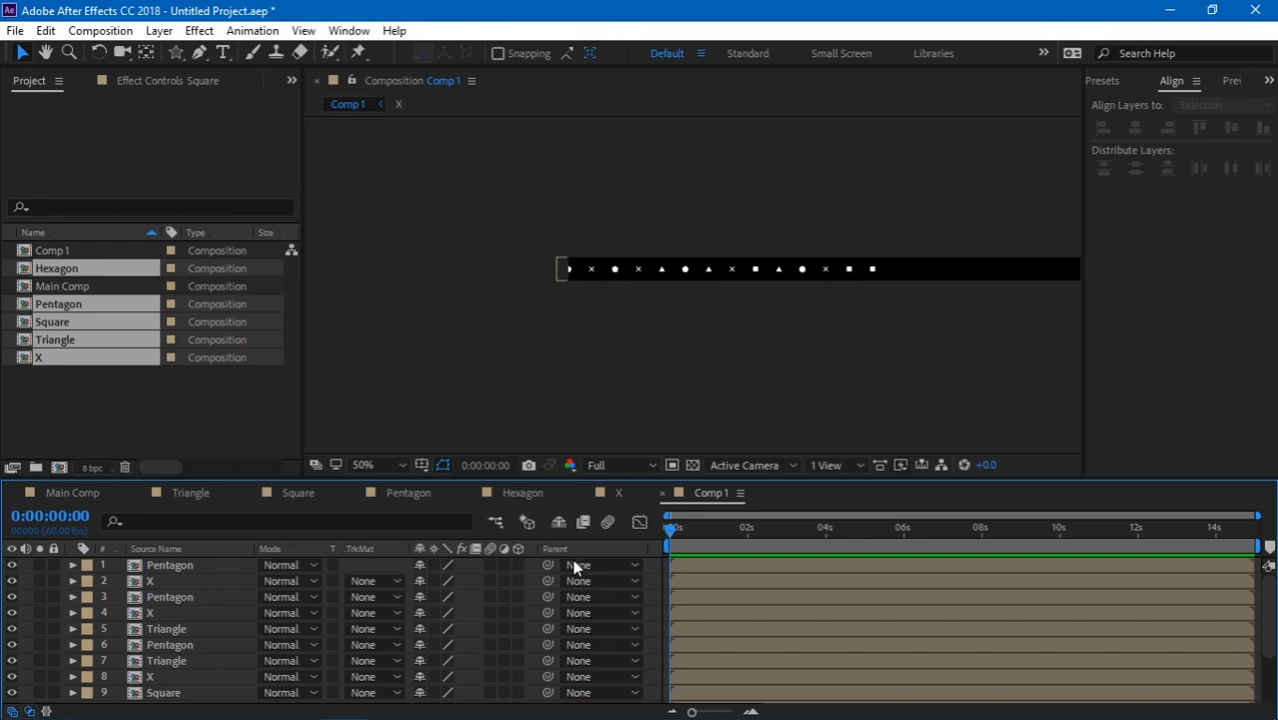 Adobe After Effects CC 2018 - Untitled Project.aep *
File Edit Composition Layer Effect Animation View Window Help
Snapping Default Standard Small Screen Libraries Search Help
Project Effect Controls Square Composition Comp 1 Presets Align
Comp 1 X Align Layers to: Selection
Distribute Layers:
Name Type Size
Comp 1 Composition
Hexagon Composition
Main Comp Composition
Pentagon Composition
Square Composition
Triangle Composition
X Composition
8 bpc 50% 0:00:00:00 Full Active Camera 1 View +0.0
Main Comp Triangle Square Pentagon Hexagon X Comp 1
0:00:00:00
00000 (60.00 fps)
02s 04s 06s 08s 10s 12s 14s
# Source Name Mode T .TrkMat Parent
1 Pentagon Normal None
2 X Normal None None
3 Pentagon Normal None None
4 X Normal None None
5 Triangle Normal None None
6 Pentagon Normal None None
7 Triangle Normal None None
8 X Normal None None
9 Square Normal None None